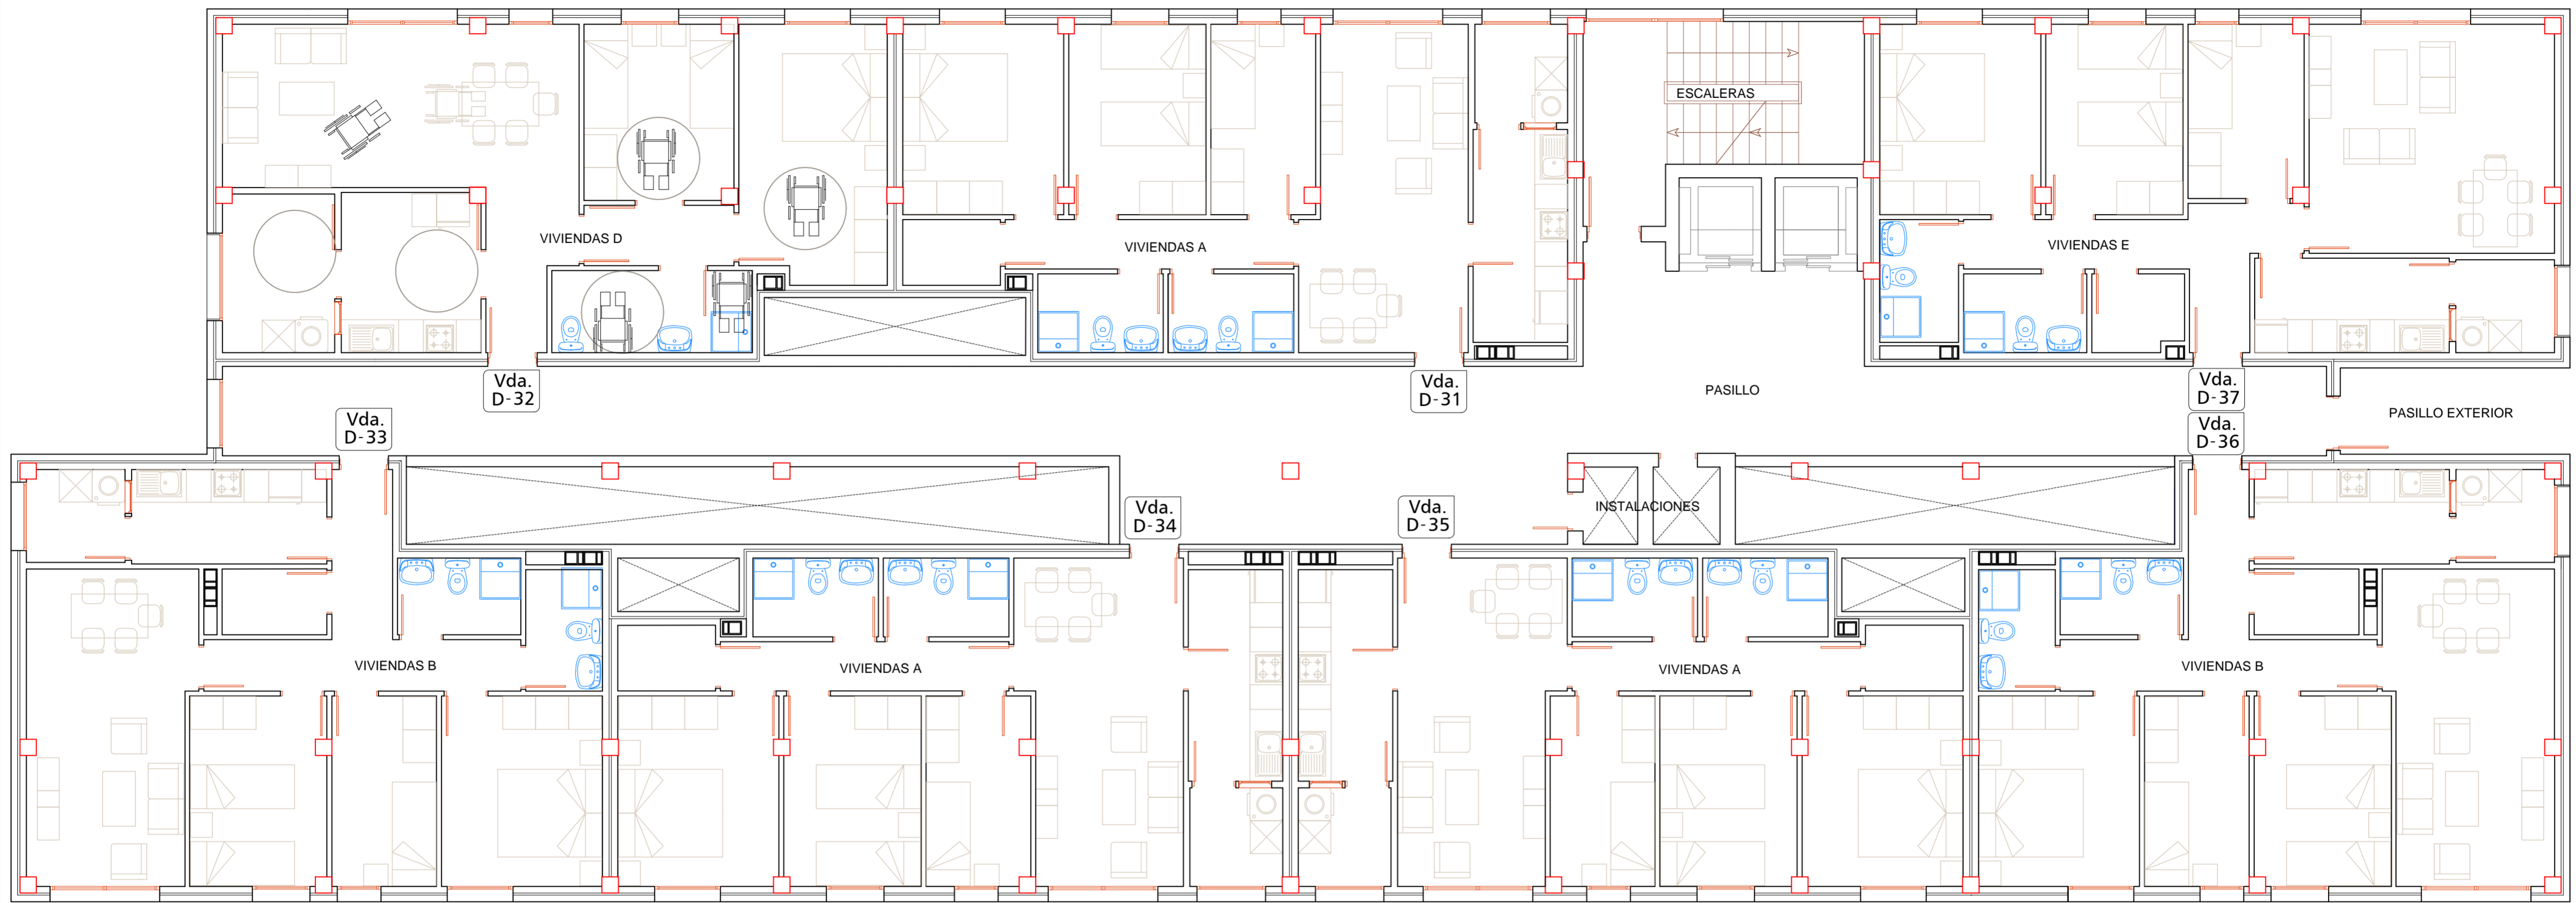 ESCALERAS
VIVIENDAS D
VIVIENDAS A
VIVIENDAS E
Vda.
D-32
Vda.
D-31
PASILLO
Vda.
D-37
PASILLO EXTERIOR
Vda.
D-33
Vda.
D-36
Vda.
D-34
Vda.
D-35
INSTALACIONES
VIVIENDAS B
VIVIENDAS A
VIVIENDAS A
VIVIENDAS B